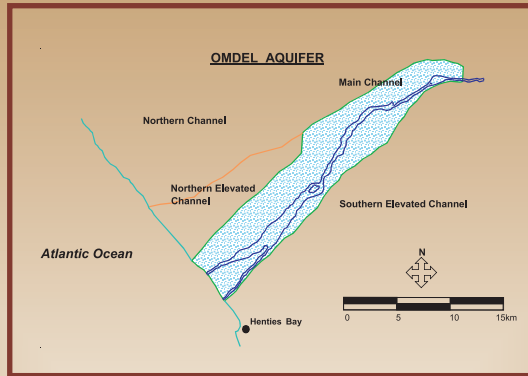 OMDEL AQUIFER
Main Channel
Northern Channel
Northern Elevated
Channel
Southern Elevated Channel
Atlantic Ocean
N
Henties Bay
0 5 10 15km